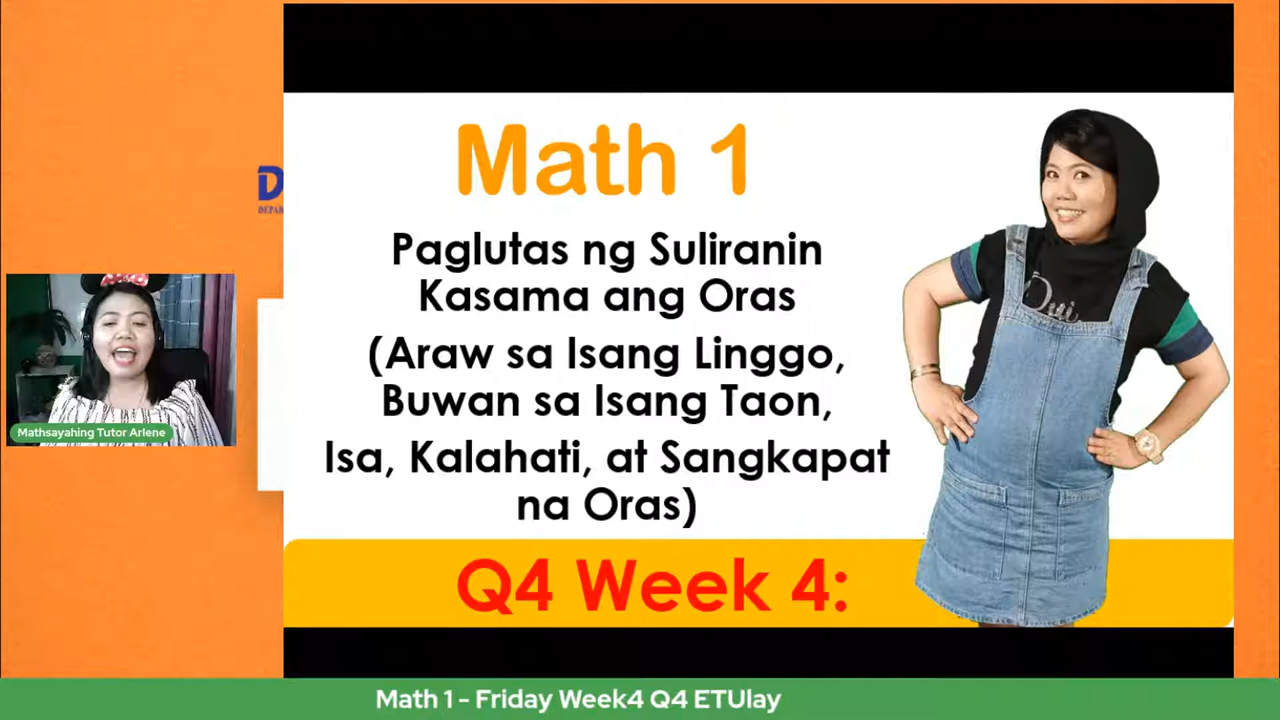 Math 1
Paglutas ng Suliranin
Kasama ang Oras
(Araw sa Isang Linggo,
Buwan sa Isang Taon,
Isa, Kalahati, at Sangkapat
na Oras)
Q4 Week 4:
Mathsayahing Tutor Arlene
Math 1 - Friday Week4 Q4 ETUlay